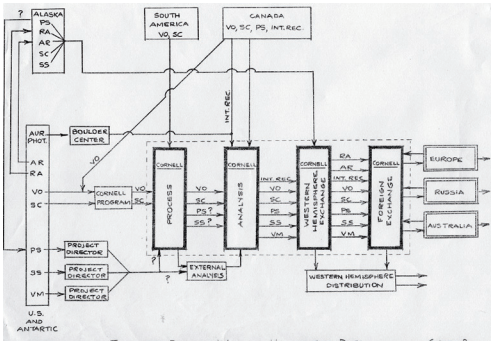 ?
ALASKA
PS
RA
AR
SC
SS
SOUTH
AMERICA
VO, SC
CANADA
VO, SC, PS, INT.REC.
INT.REC.
VO
AUR
PHOT.
BOULDER
CENTER
AR
RA
VO
SC
CORNELL
PROGRAM
VO
SC
CORNELL
PROCESS
VO
SC
PS?
SS?
CORNELL
ANALYSIS
INT.REC
VO
SC
PS
SS
VM
CORNELL
WESTERN
HEMISPHERE
EXCHANGE
RA
AR
INT.REC
VO
SC
PS
SS
VM
CORNELL
FOREIGN
EXCHANGE
EUROPE
RUSSIA
AUSTRALIA
PS
PROJECT
DIRECTOR
SS
PROJECT
DIRECTOR
VM
PROJECT
DIRECTOR
?
?
EXTERNAL
ANALYSIS
WESTERN HEMISPHERE
DISTRIBUTION
U.S.
AND
ANTARTIC